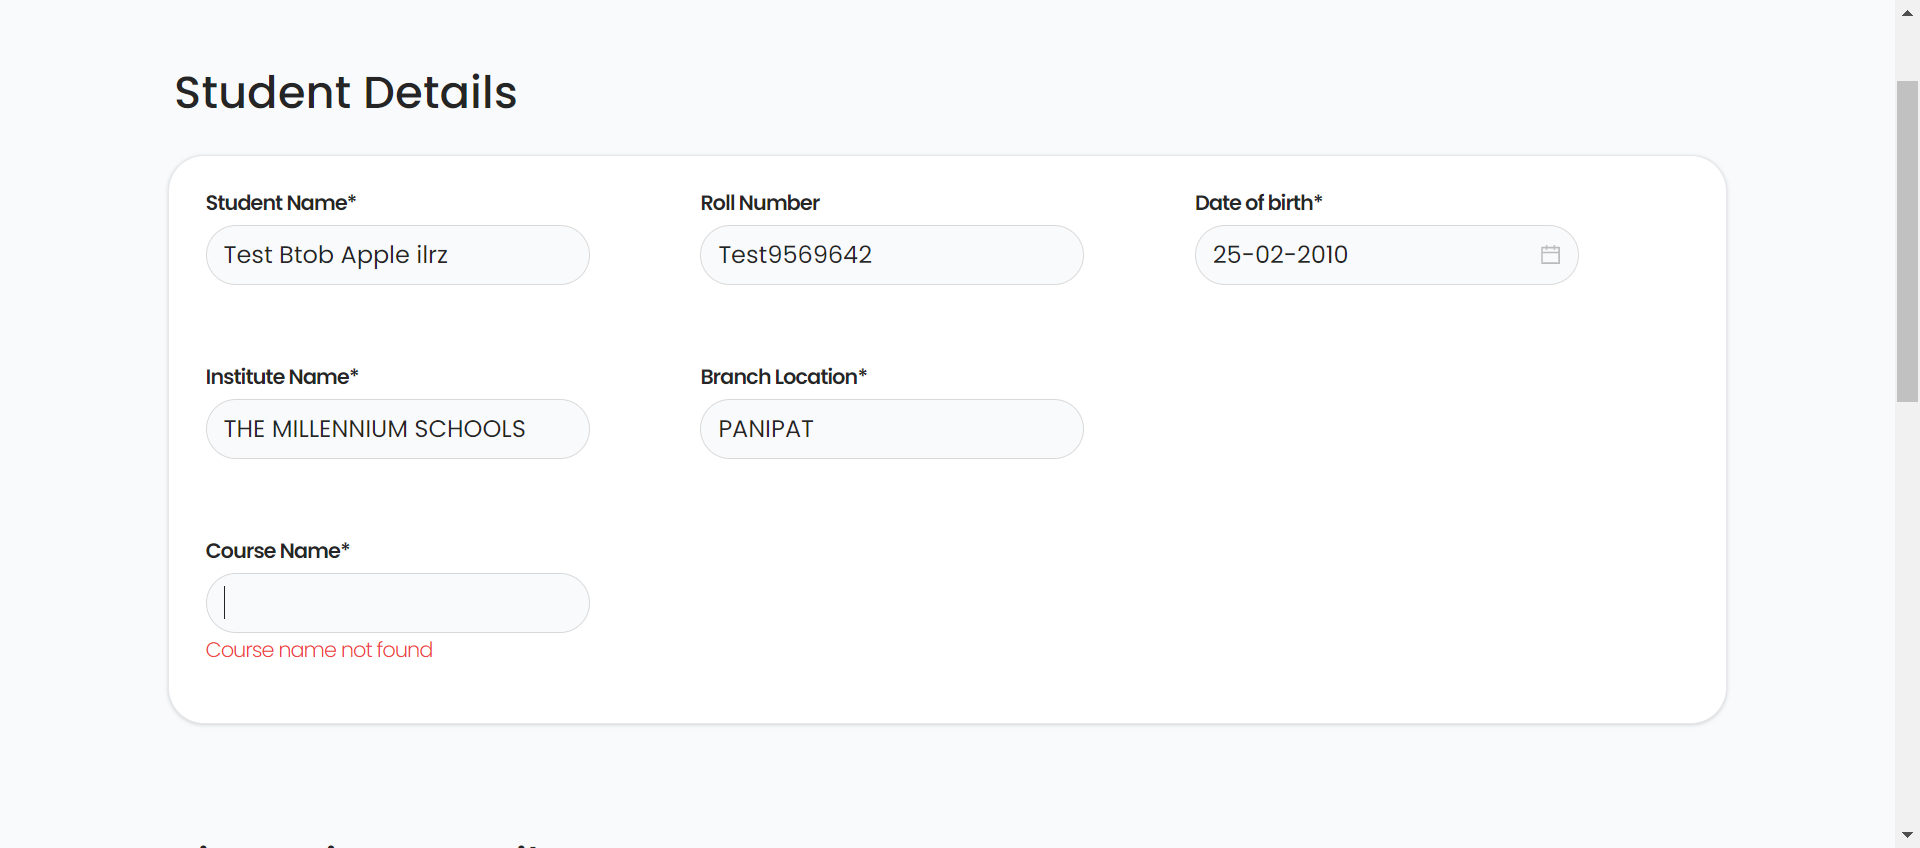 Student Details
Student Name*
Roll Number
Date of birth*
Test Btob Apple ilrz
Test9569642
25-02-2010
Institute Name*
Branch Location*
THE MILLENNIUM SCHOOLS
PANIPAT
Course Name*
Course name not found